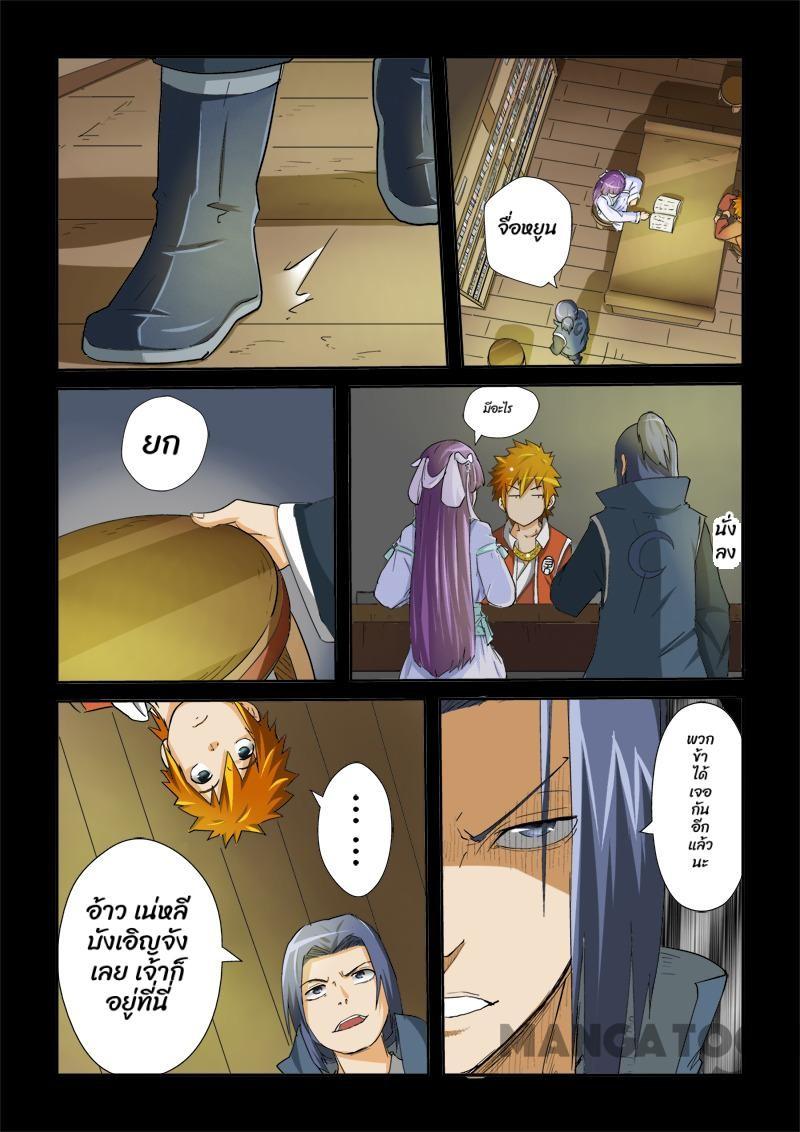 จื่อหยูน
ยก
มีอะไร
นั่ง
ลง
.....
อ้าว เน่หลี
บังเอิญจัง
เลย เจ้าก็
อยู่ที่นี่
พวก
ข้า
ได้
เจอ
กัน
อีก
แล้ว
นะ
MANGATOO